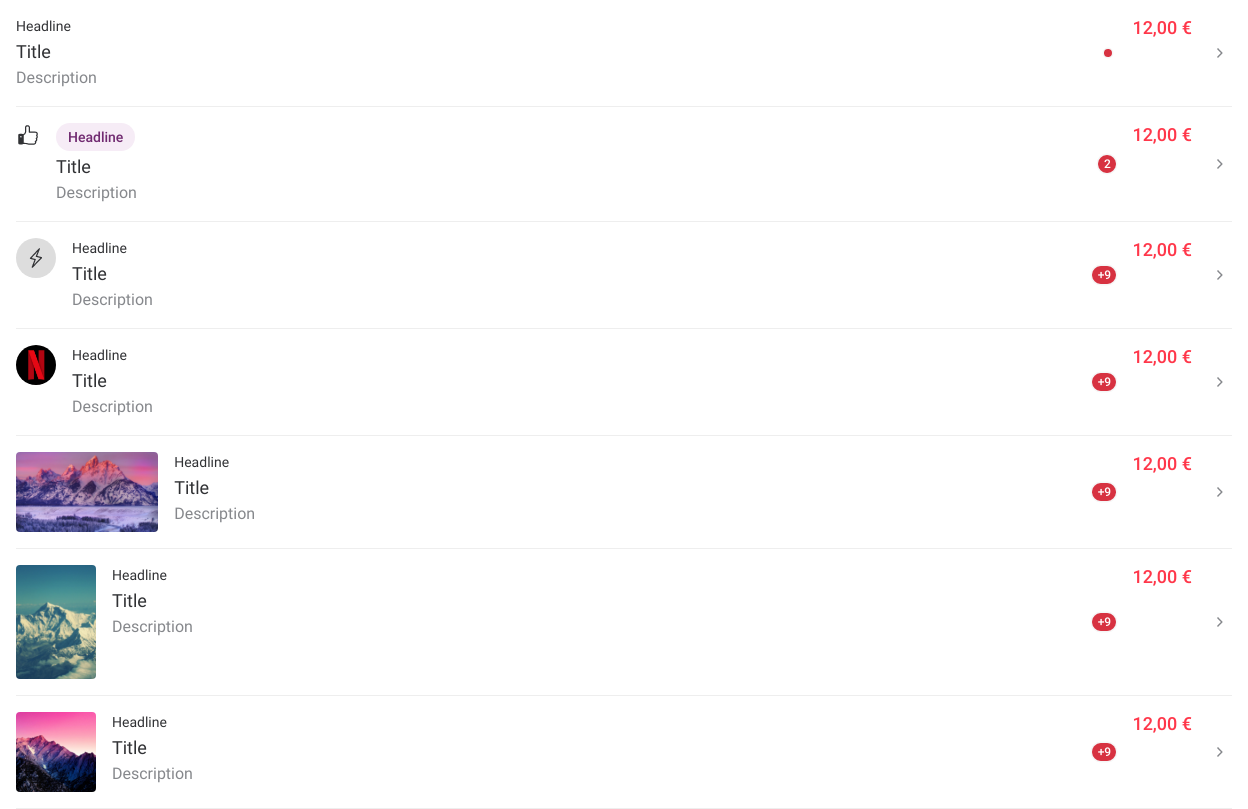 Headline
12,00 €
Title
Description
Headline
12,00 €
Title
2
Description
Headline
12,00 €
Title
+9
Description
N
Headline
12,00 €
Title
+9
Description
Headline
12,00 €
Title
+9
Description
Headline
12,00 €
Title
+9
Description
Headline
12,00 €
Title
+9
Description